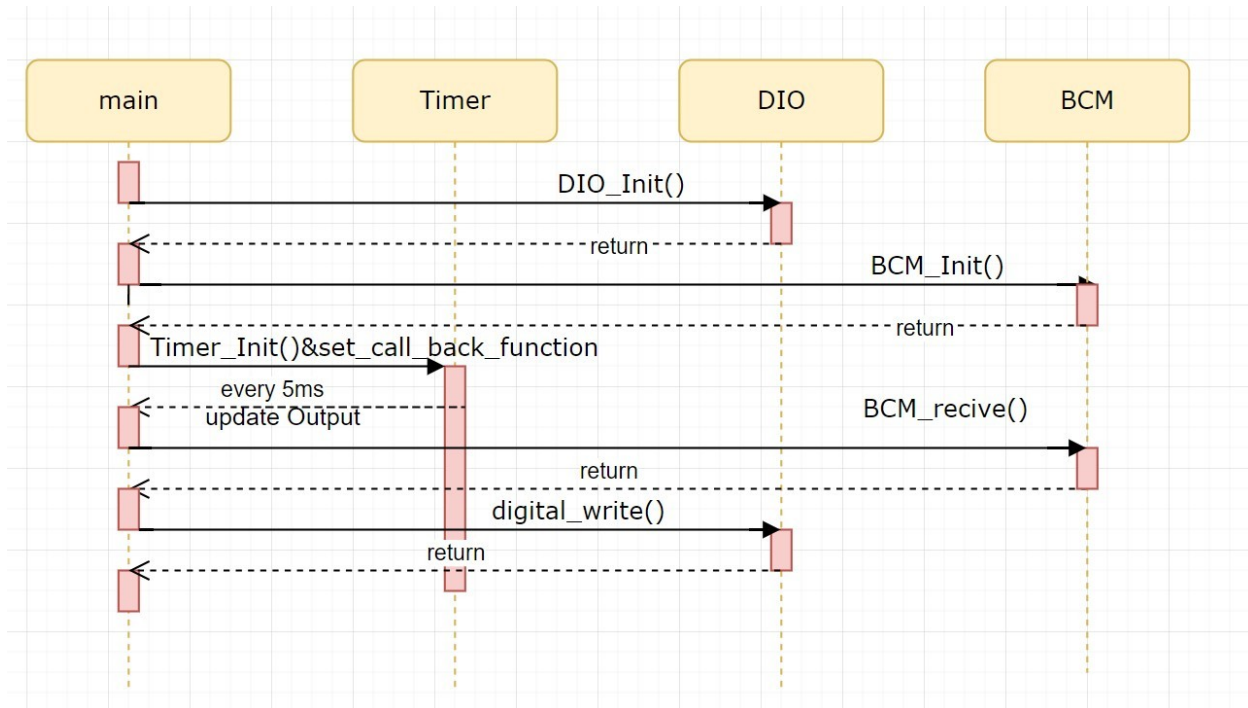 main
Timer
DIO
BCM
DIO_Init()
return
BCM_Init()
return
Timer_Init()&set_call_back_function
every 5ms
update Output
BCM_recive()
return
digital_write()
return